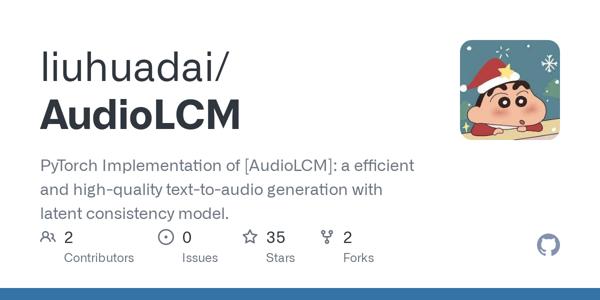 liuhuadai/
AudioLCM
PyTorch Implementation of [AudioLCM]: a efficient
and high-quality text-to-audio generation with
latent consistency model.
2 0 35 2
Contributors Issues Stars Forks